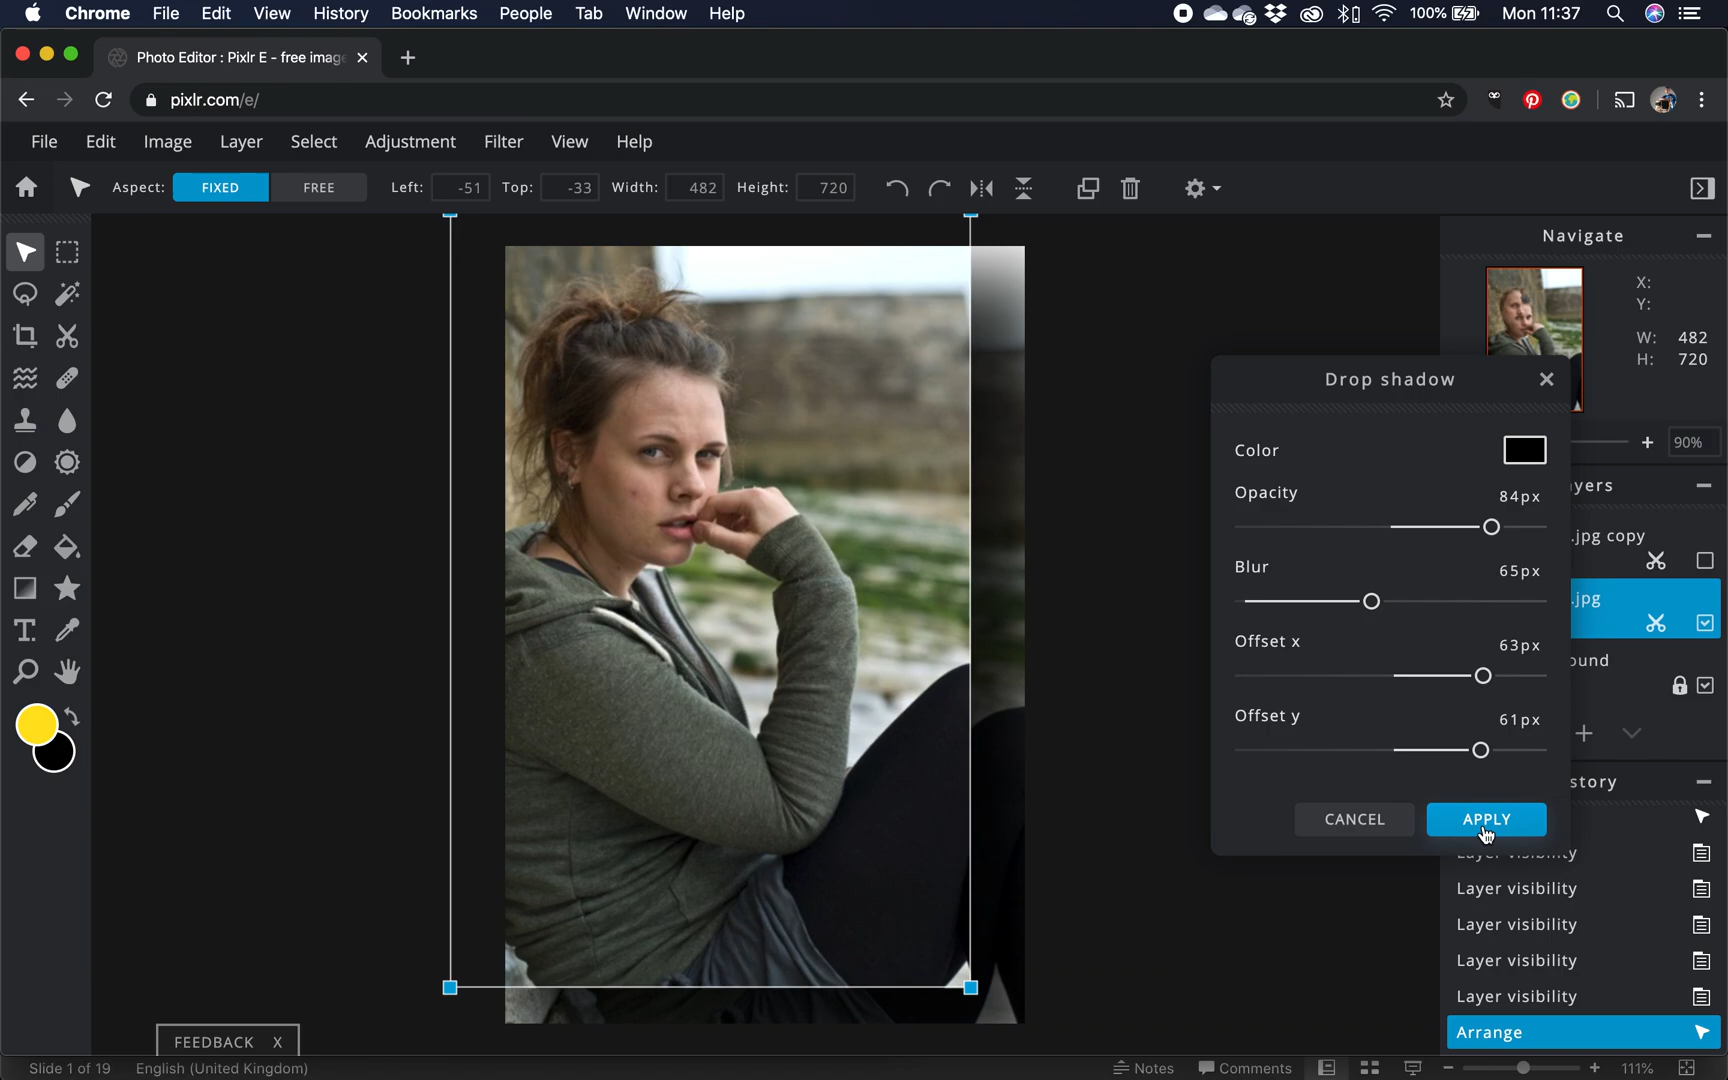 Chrome File Edit View History Bookmarks People Tab Window Help 100% Mon 11:37
Photo Editor : Pixlr E - free image
pixlr.com/e/
File Edit Image Layer Select Adjustment Filter View Help
Aspect: FIXED FREE Left: -51 Top: -33 Width: 482 Height: 720
Navigate
X:
Y:
W: 482
H: 720
90%
Drop shadow
Color
Opacity 84px
Blur 65px
Offset x 63px
Offset y 61px
CANCEL APPLY
yers
.jpg copy
.jpg
ound
story
Layer visibility
Layer visibility
Layer visibility
Layer visibility
Layer visibility
Arrange
T
FEEDBACK X
Slide 1 of 19 English (United Kingdom) Notes Comments 111%